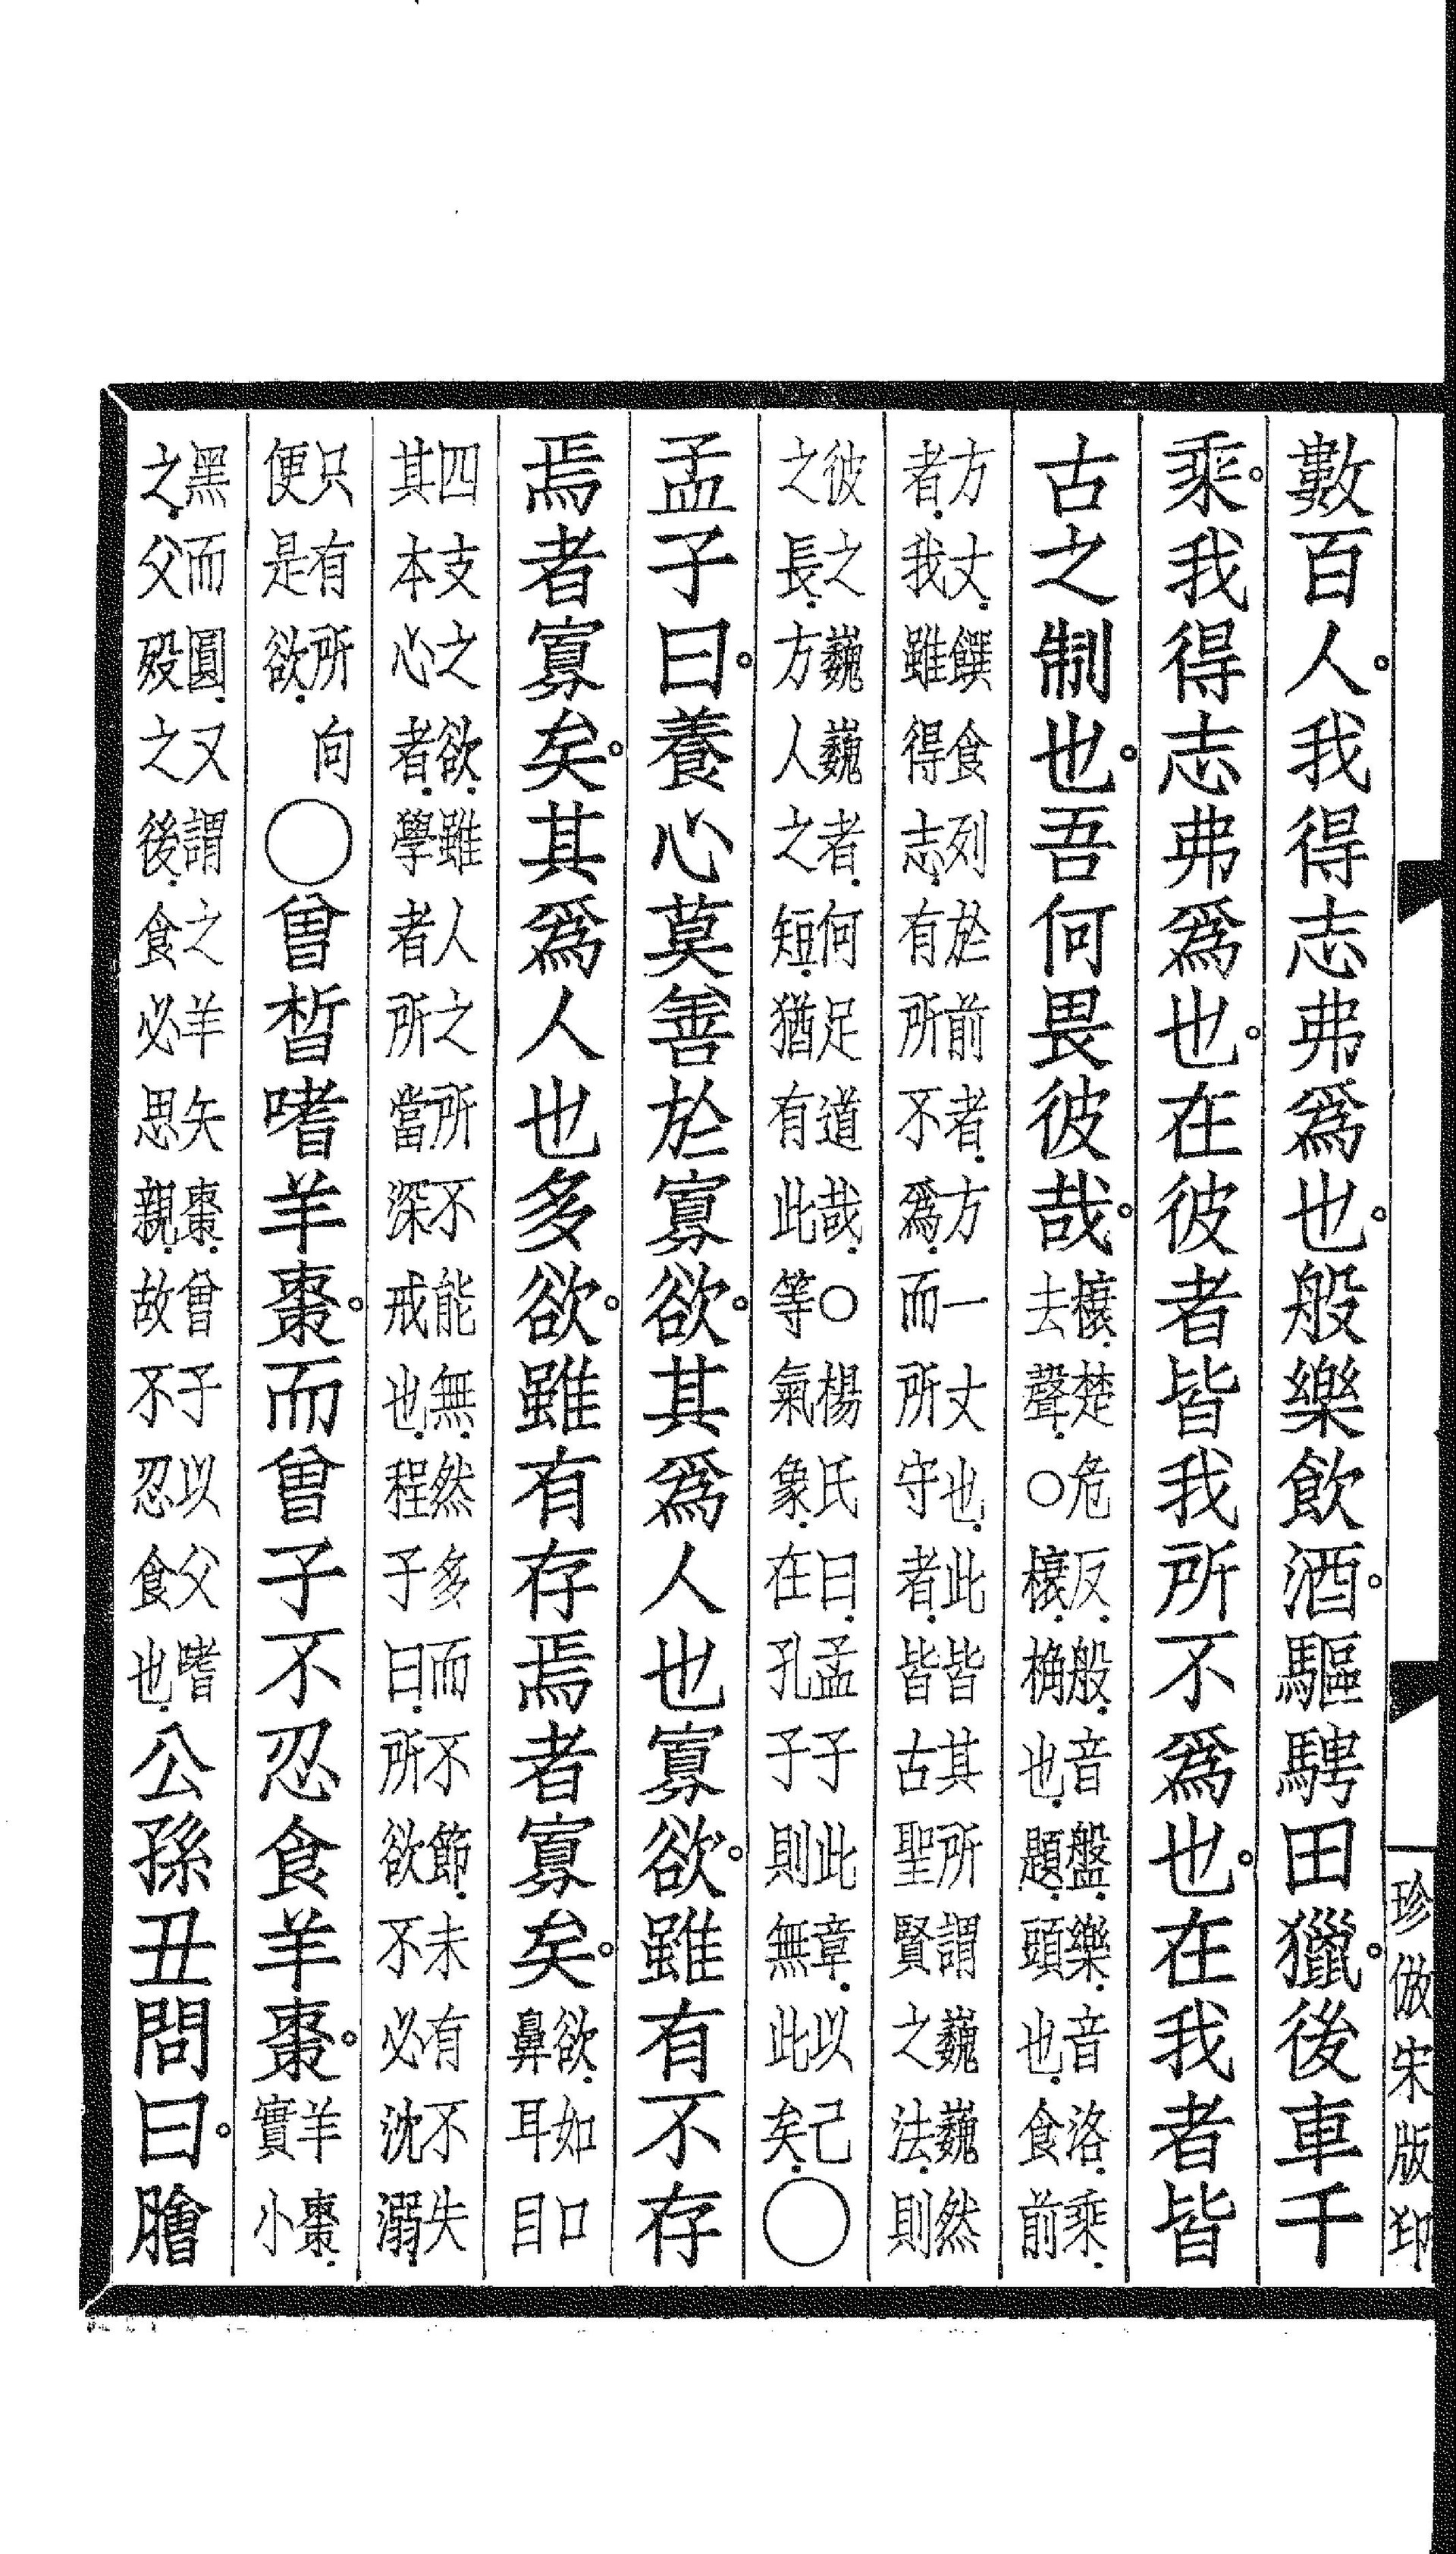 珍倣宋版印
數百人。我得志弗爲也。般樂飲酒。驅騁田獵。後車千
乘。我得志弗爲也。在彼者皆我所不爲也。在我者皆
古之制也。吾何畏彼哉。
榱.楚危反.般.音盤.樂.音洛.乘.
去聲.○榱.桷也.題.頭也.食前
方丈.饌食列於前者.方一丈也.此皆其所謂巍巍然
者.我雖得志.有所不爲.而所守者.皆古聖賢之法.則
彼之巍巍者.何足道哉.○楊氏曰.孟子此章.以己
之長.方人之短.猶有此等氣象.在孔子則無此矣.
○
孟子曰。養心莫善於寡欲。其爲人也寡欲。雖有不存
焉者寡矣。其爲人也多欲。雖有存焉者寡矣。
欲.如口
鼻耳目
四支之欲.雖人之所不能無.然多而不節.未有不失
其本心者.學者所當深戒也.程子曰.所欲不必沈溺.
只有所向
便是欲.
○曾晳嗜羊棗。而曾子不忍食羊棗。
羊棗.
實小
黑而圓.又謂之羊矢棗.曾子以父嗜
之.父歿之後.食必思親.故不忍食也.
公孫丑問曰。膾